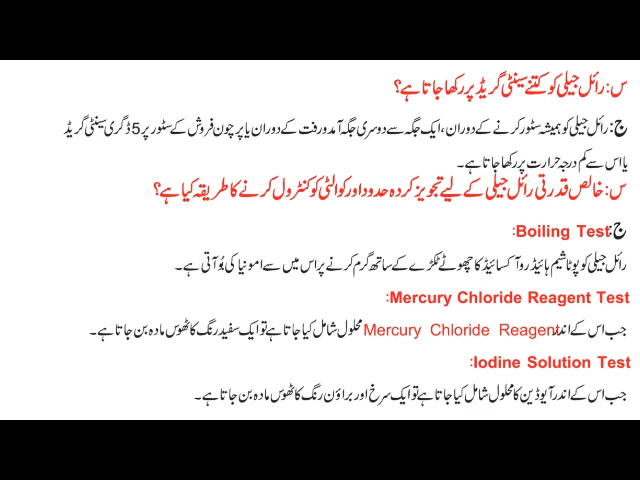 س: رائل جیلی کو کتنے سینٹی گریڈ پر رکھا جاتا ہے؟
ج: رائل جیلی کو ہمیشہ سٹور کرنے کے دوران، ایک جگہ سے دوسری جگہ آمدورفت کے دوران یا پرچون فروش کے سٹور پر 5 ڈگری سینٹی گریڈ
یا اس سے کم درجہ حرارت پر رکھا جاتا ہے۔
س: خالص قدرتی رائل جیلی کے لیے تجویز کردہ حدود اور کوالٹی کو کنٹرول کرنے کا طریقہ کیا ہے؟
ج: Boiling Test:
رائل جیلی کو پوٹاشیم ہائیڈرو آکسائیڈ کا چھوٹے ٹکڑے کے ساتھ گرم کرنے پر اس میں سے امونیا کی بُو آتی ہے۔
Mercury Chloride Reagent Test:
جب اس کے اندر Mercury Chloride Reagent محلول شامل کیا جاتا ہے تو ایک سفید رنگ کا ٹھوس مادہ بن جاتا ہے۔
Iodine Solution Test:
جب اس کے اندر آیوڈین کا محلول شامل کیا جاتا ہے تو ایک سرخ اور براؤن رنگ کا ٹھوس مادہ بن جاتا ہے۔